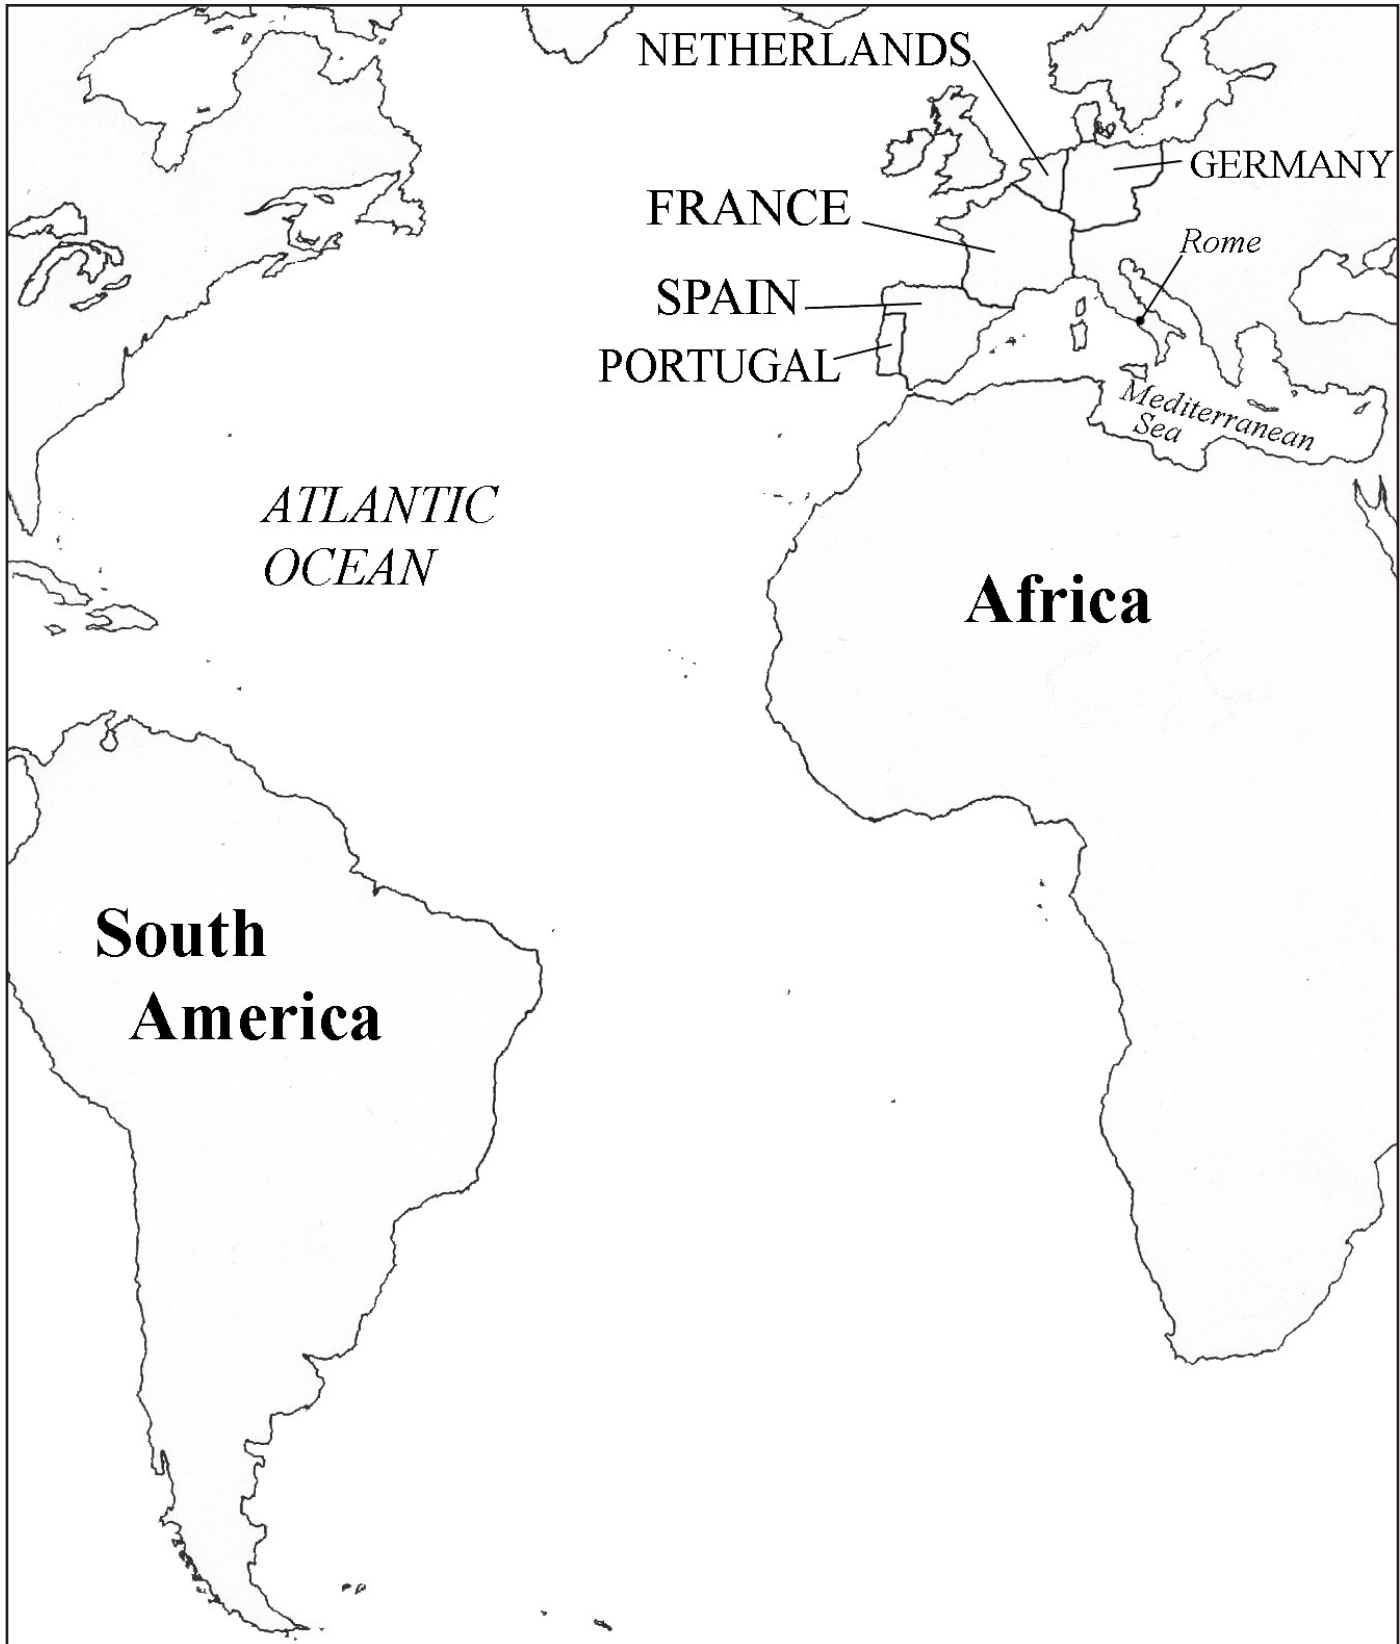 NETHERLANDS
GERMANY
FRANCE
Rome
SPAIN
PORTUGAL
Mediterranean
Sea
ATLANTIC
OCEAN
Africa
South
America